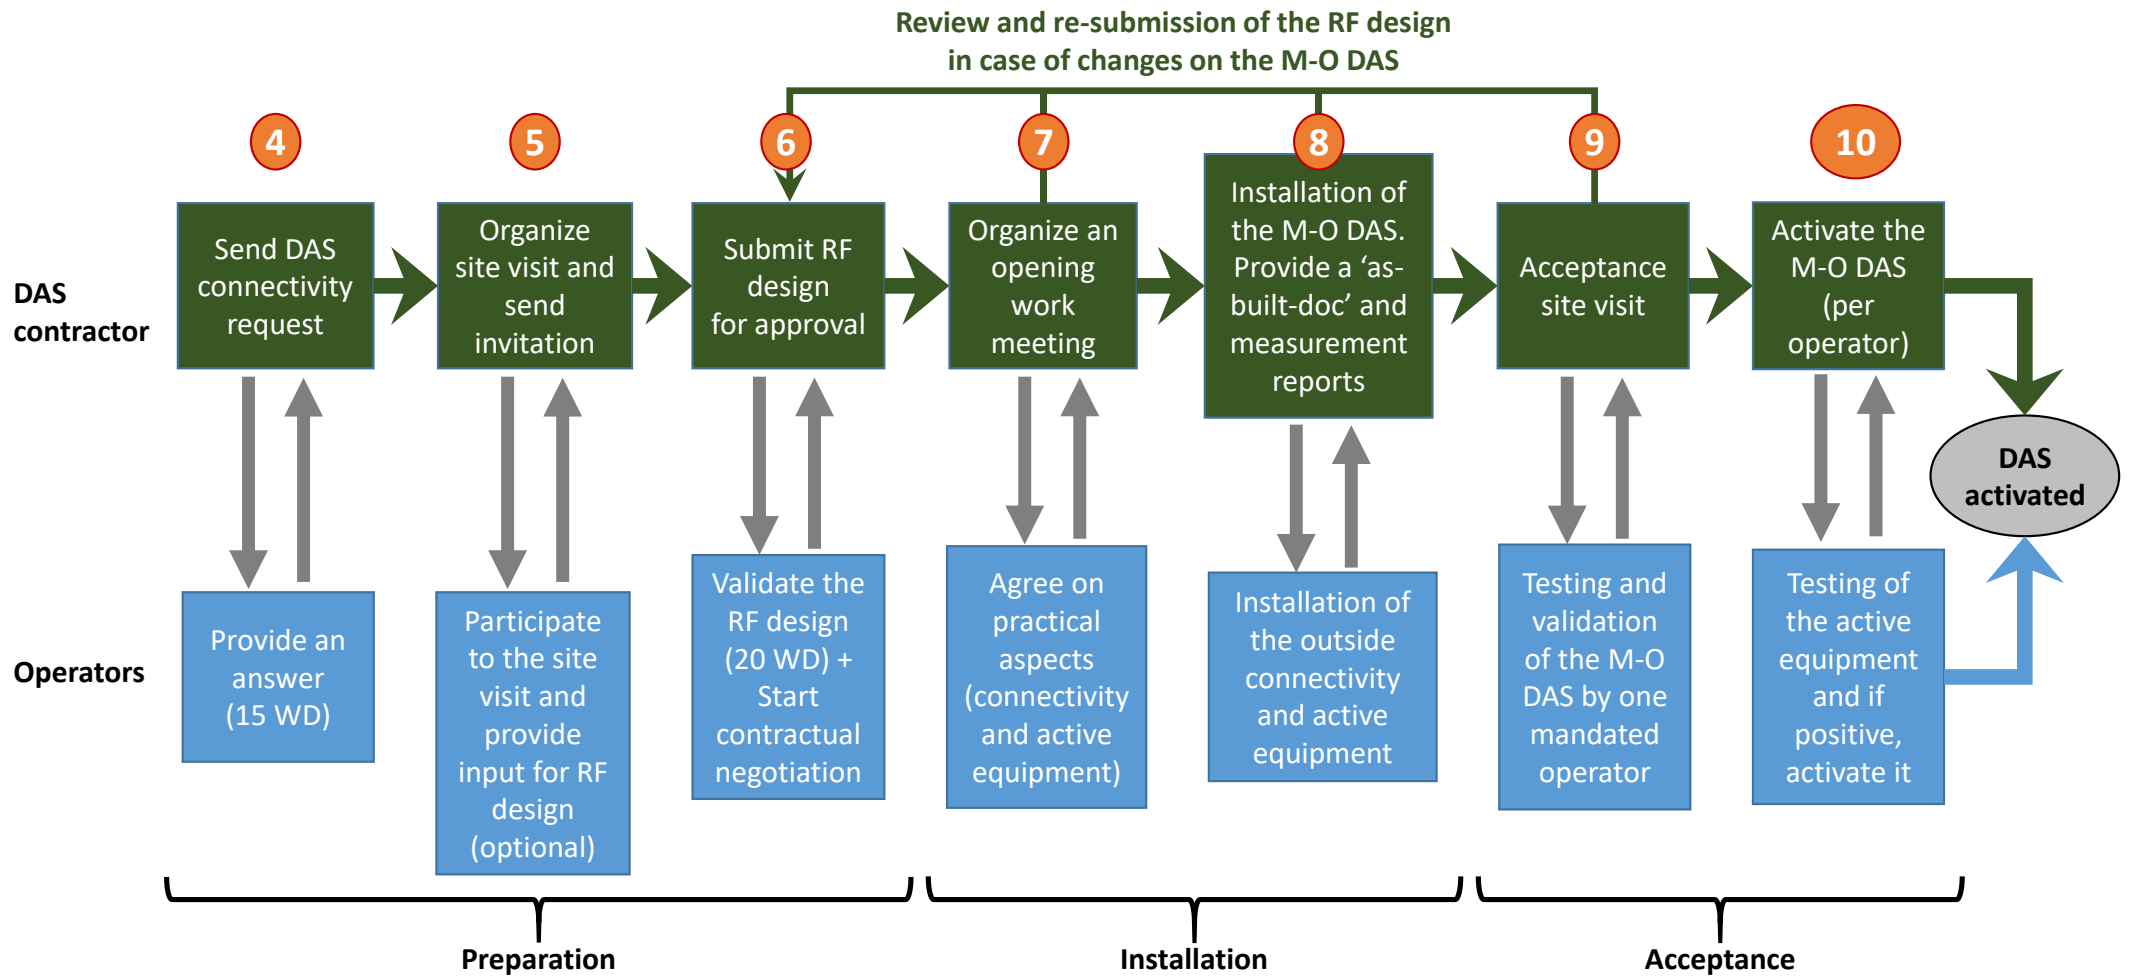 Review and re-submission of the RF design
in case of changes on the M-O DAS
4
5
6
7
8
9
10
DAS
contractor
Send DAS
connectivity
request
Organize
site visit and
send
invitation
Submit RF
design
for approval
Organize an
opening
work
meeting
Installation of
the M-O DAS.
Provide a ‘as-
built-doc’ and
measurement
reports
Acceptance
site visit
Activate the
M-O DAS
(per
operator)
DAS
activated
Operators
Provide an
answer
(15 WD)
Participate
to the site
visit and
provide
input for RF
design
(optional)
Validate the
RF design
(20 WD) +
Start
contractual
negotiation
Agree on
practical
aspects
(connectivity
and active
equipment)
Installation of
the outside
connectivity
and active
equipment
Testing and
validation
of the M-O
DAS by one
mandated
operator
Testing of
the active
equipment
and if
positive,
activate it
Preparation
Installation
Acceptance